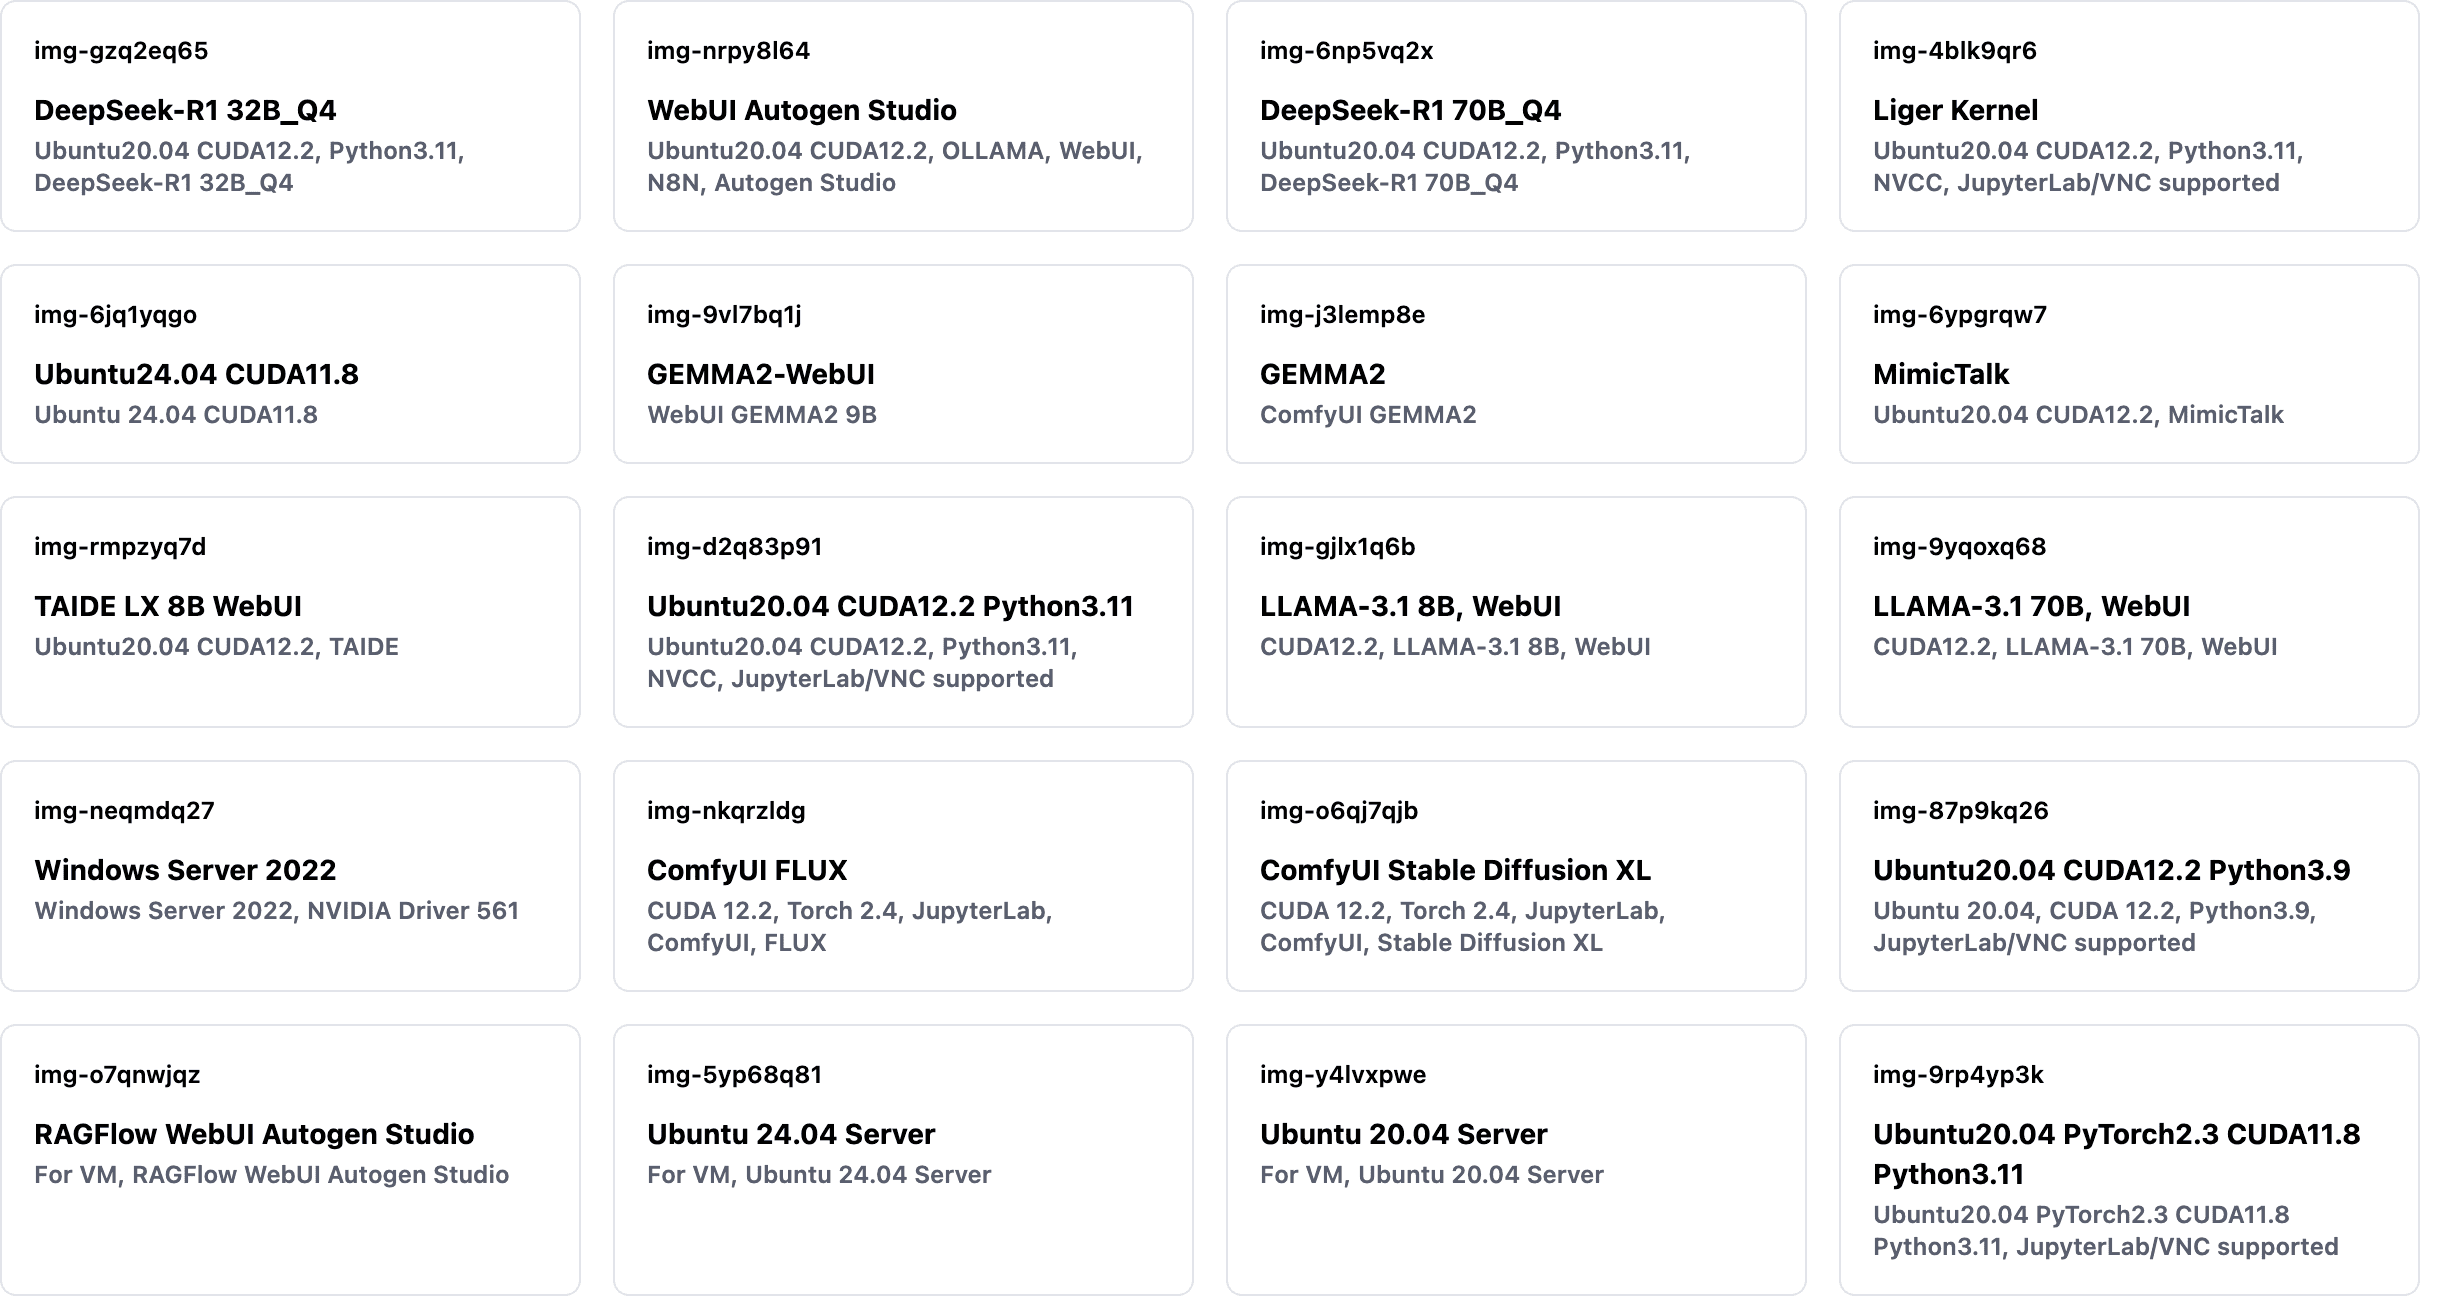 img-gzq2eq65
DeepSeek-R1 32B_Q4
Ubuntu20.04 CUDA12.2, Python3.11,
DeepSeek-R1 32B_Q4
img-nrpy8l64
WebUI Autogen Studio
Ubuntu20.04 CUDA12.2, OLLAMA, WebUI,
N8N, Autogen Studio
img-6np5vq2x
DeepSeek-R1 70B_Q4
Ubuntu20.04 CUDA12.2, Python3.11,
DeepSeek-R1 70B_Q4
img-4blk9qr6
Liger Kernel
Ubuntu20.04 CUDA12.2, Python3.11,
NVCC, JupyterLab/VNC supported
img-6jq1yqgo
Ubuntu24.04 CUDA11.8
Ubuntu 24.04 CUDA11.8
img-9vl7bq1j
GEMMA2-WebUI
WebUI GEMMA2 9B
img-j3lemp8e
GEMMA2
ComfyUI GEMMA2
img-6ypgrqw7
MimicTalk
Ubuntu20.04 CUDA12.2, MimicTalk
img-rmpzyq7d
TAIDE LX 8B WebUI
Ubuntu20.04 CUDA12.2, TAIDE
img-d2q83p91
Ubuntu20.04 CUDA12.2 Python3.11
Ubuntu20.04 CUDA12.2, Python3.11,
NVCC, JupyterLab/VNC supported
img-gjlx1q6b
LLAMA-3.1 8B, WebUI
CUDA12.2, LLAMA-3.1 8B, WebUI
img-9yqoxq68
LLAMA-3.1 70B, WebUI
CUDA12.2, LLAMA-3.1 70B, WebUI
img-neqmdq27
Windows Server 2022
Windows Server 2022, NVIDIA Driver 561
img-nkqrzldg
ComfyUI FLUX
CUDA 12.2, Torch 2.4, JupyterLab,
ComfyUI, FLUX
img-o6qj7qjb
ComfyUI Stable Diffusion XL
CUDA 12.2, Torch 2.4, JupyterLab,
ComfyUI, Stable Diffusion XL
img-87p9kq26
Ubuntu20.04 CUDA12.2 Python3.9
Ubuntu 20.04, CUDA 12.2, Python3.9,
JupyterLab/VNC supported
img-o7qnwjqz
RAGFlow WebUI Autogen Studio
For VM, RAGFlow WebUI Autogen Studio
img-5yp68q81
Ubuntu 24.04 Server
For VM, Ubuntu 24.04 Server
img-y4lvxpwe
Ubuntu 20.04 Server
For VM, Ubuntu 20.04 Server
img-9rp4yp3k
Ubuntu20.04 PyTorch2.3 CUDA11.8
Python3.11
Ubuntu20.04 PyTorch2.3 CUDA11.8
Python3.11, JupyterLab/VNC supported